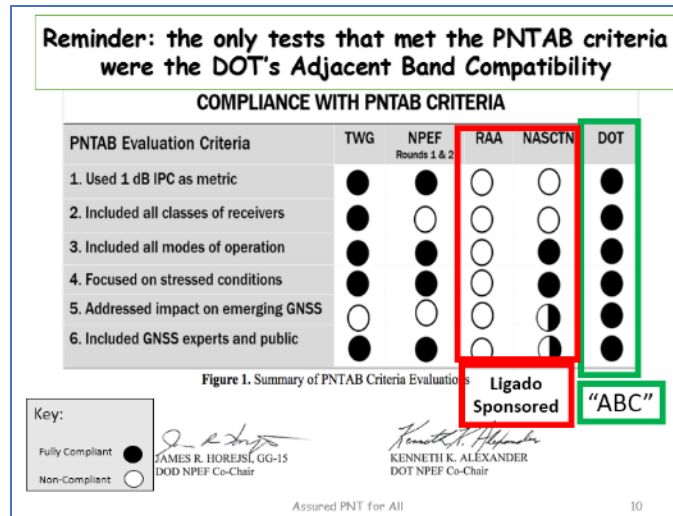 Reminder: the only tests that met the PNTAB criteria
were the DOT's Adjacent Band Compatibility
COMPLIANCE WITH PNTAB CRITERIA
PNTAB Evaluation Criteria TWG NPEF RAA NASCTN DOT
Rounds 1 & 2
1. Used 1 dB IPC as metric
2. Included all classes of receivers
3. Included all modes of operation
4. Focused on stressed conditions
5. Addressed impact on emerging GNSS
6. Included GNSS experts and public
Figure 1. Summary of PNTAB Criteria Evaluations
Ligado
Sponsored
"ABC"
Key:
Fully Compliant
Non-Compliant
JAMES R. HOREJSI, GG-15
DOD NPEF Co-Chair
Kenneth K. Alexander
KENNETH K. ALEXANDER
DOT NPEF Co-Chair
Assured PNT for All 10